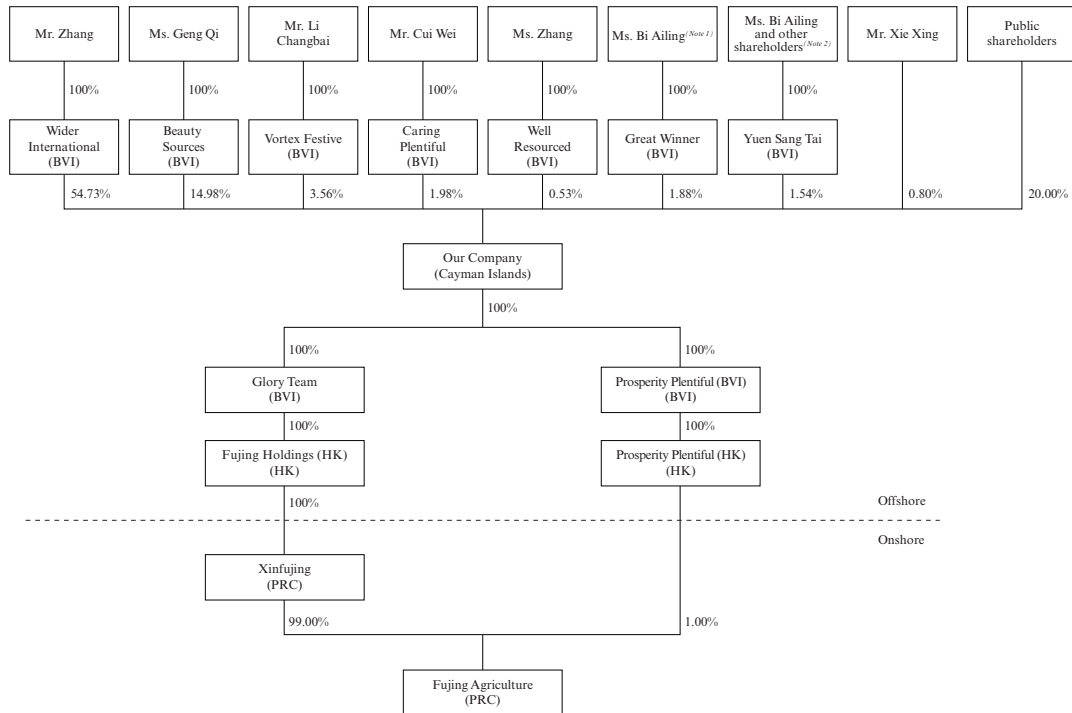 Mr. Zhang
Ms. Geng Qi
Mr. Li
Changbai
Mr. Cui Wei
Ms. Zhang
Ms. Bi Ailing(Note 1)
Ms. Bi Ailing
and other
shareholders(Note 2)
Mr. Xie Xing
Public
shareholders
100%
100%
100%
100%
100%
100%
100%
Wider
International
(BVI)
Beauty
Sources
(BVI)
Vortex Festive
(BVI)
Caring
Plentiful
(BVI)
Well
Resourced
(BVI)
Great Winner
(BVI)
Yuen Sang Tai
(BVI)
54.73%
14.98%
3.56%
1.98%
0.53%
1.88%
1.54%
0.80%
20.00%
Our Company
(Cayman Islands)
100%
100%
100%
Glory Team
(BVI)
Prosperity Plentiful (BVI)
(BVI)
100%
100%
Fujing Holdings (HK)
(HK)
Prosperity Plentiful (HK)
(HK)
100%
Offshore
Onshore
Xinfujing
(PRC)
99.00%
1.00%
Fujing Agriculture
(PRC)